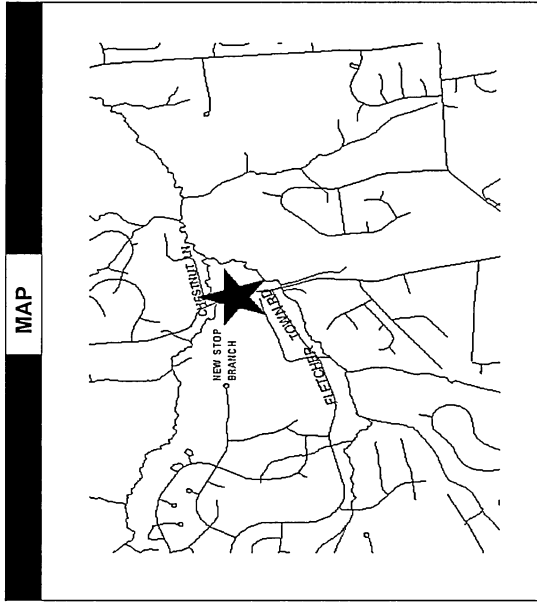 MAP
CHESTNUT LN
NEW STOP
BRANCH
FLETCHER TOWN RD